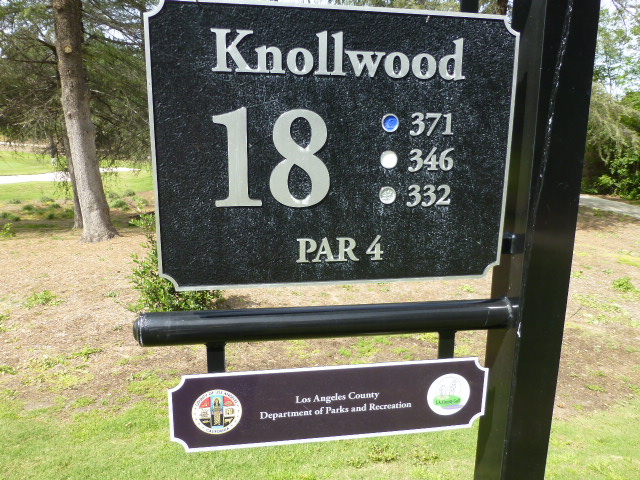 Knollwood
18
371
346
332
PAR 4
Los Angeles County
Department of Parks and Recreation